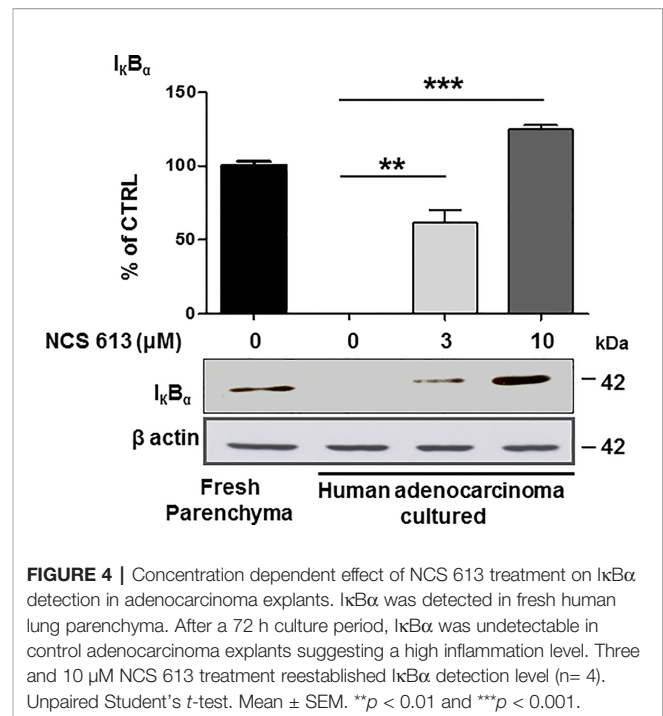 IκBα
150
***
100
**
50
0
% of CTRL
NCS 613 (µM) 0 0 3 10 kDa
IκBα 42
β actin 42
Fresh Parenchyma
Human adenocarcinoma cultured
FIGURE 4 | Concentration dependent effect of NCS 613 treatment on IκBα
detection in adenocarcinoma explants. IκBα was detected in fresh human
lung parenchyma. After a 72 h culture period, IκBα was undetectable in
control adenocarcinoma explants suggesting a high inflammation level. Three
and 10 µM NCS 613 treatment reestablished IκBα detection level (n= 4).
Unpaired Student's t-test. Mean ± SEM. **p < 0.01 and ***p < 0.001.